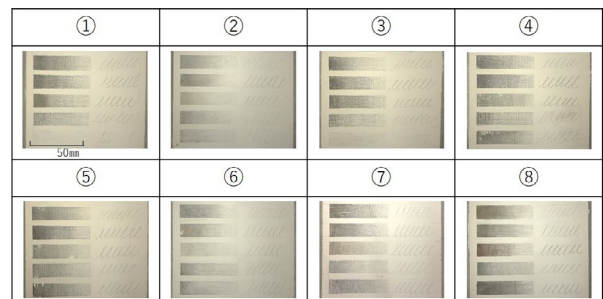 ① ② ③ ④
50mm
⑤ ⑥ ⑦ ⑧